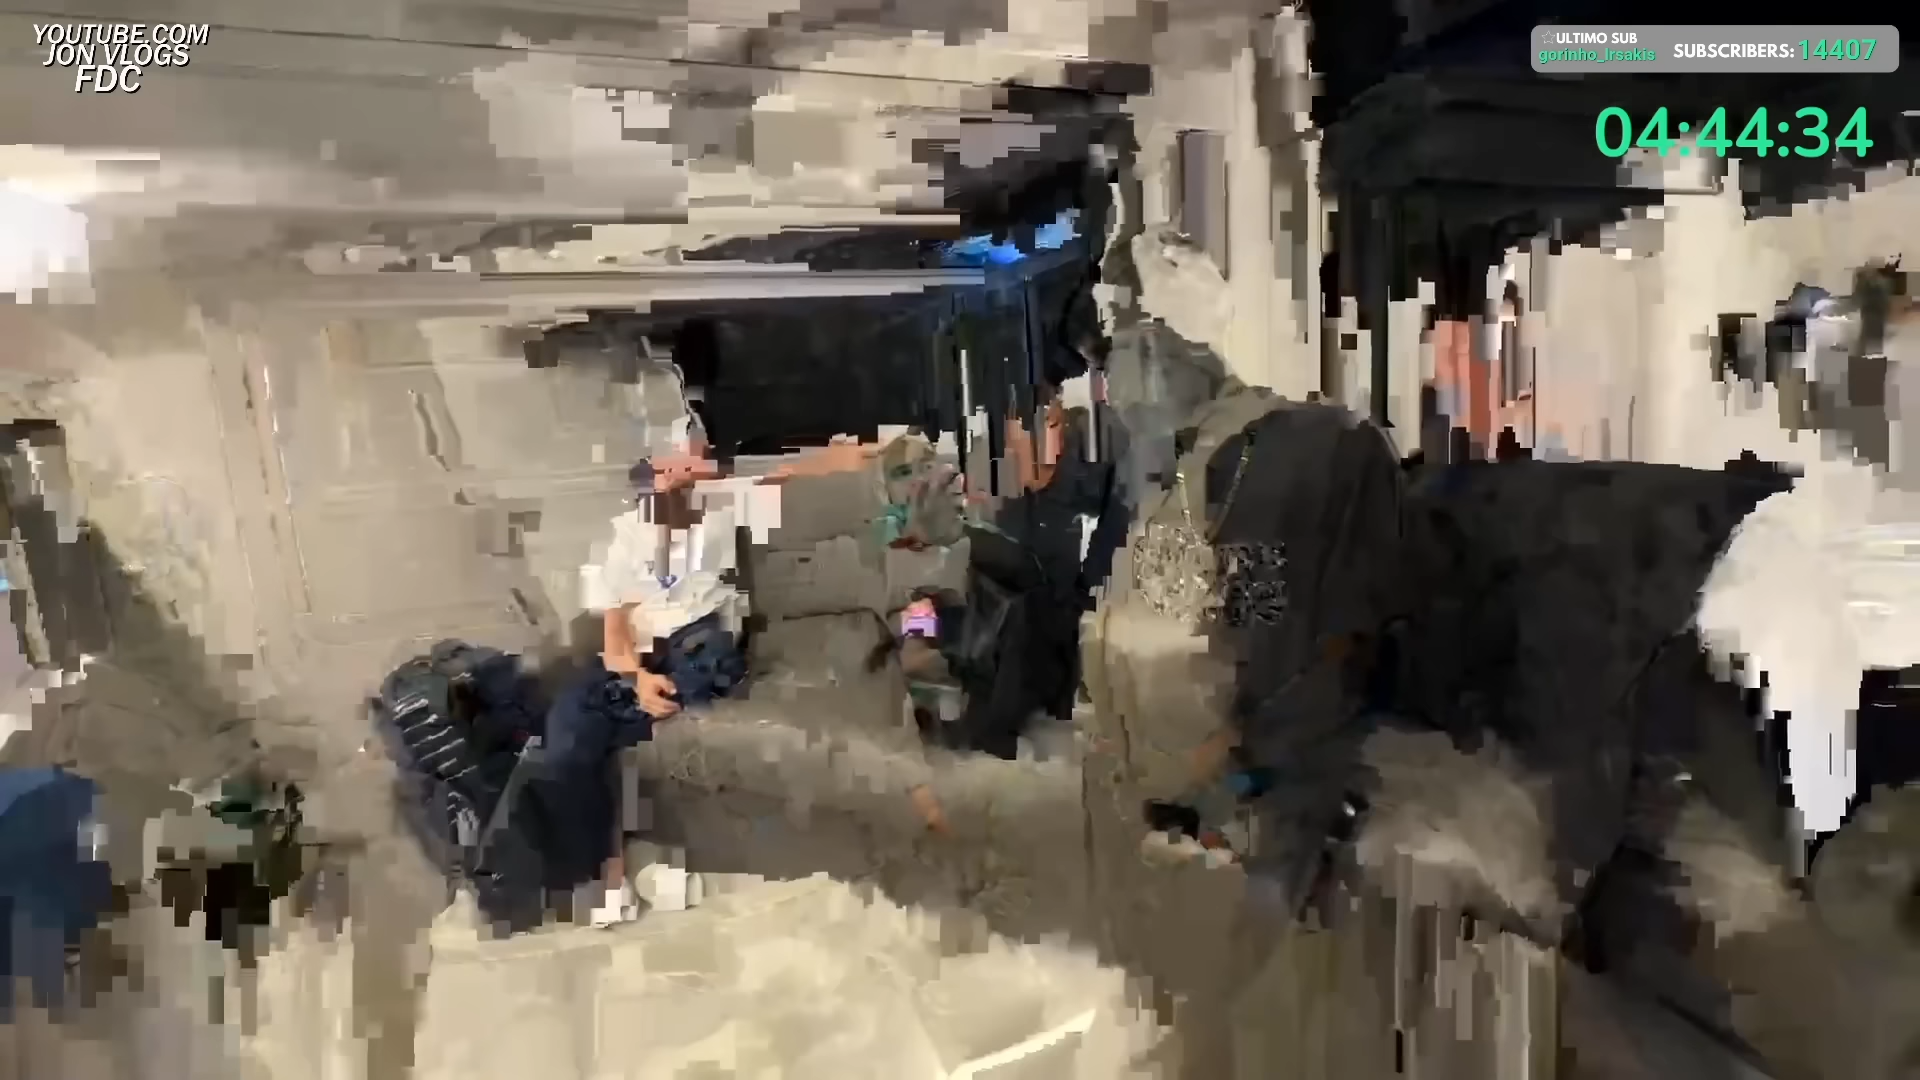 YOUTUBE.COM
JON VLOGS
FDC
☆ULTIMO SUB
gorinho_lrsakis
SUBSCRIBERS: 14407
04:44:34